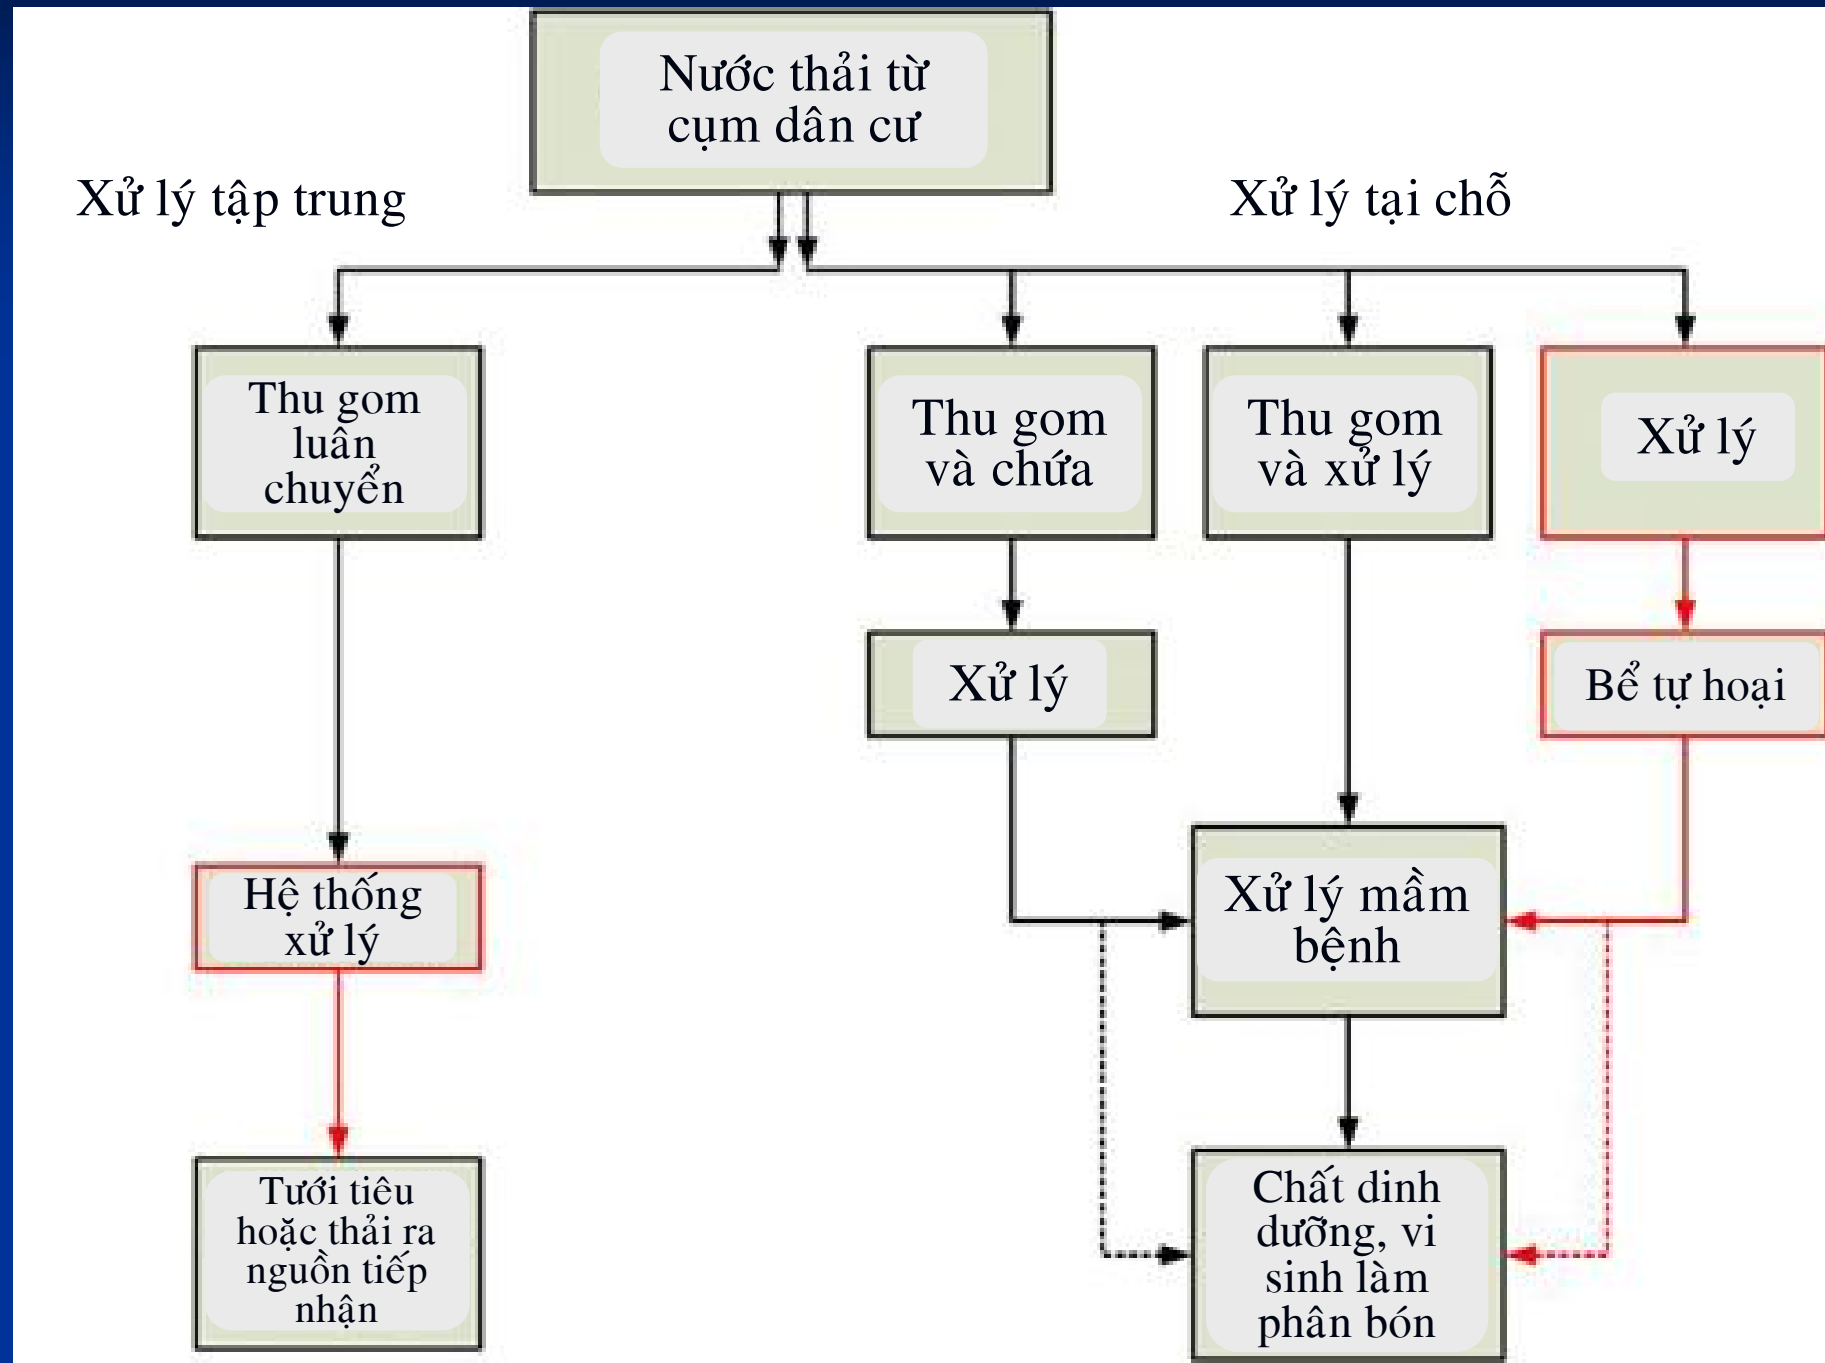 Nước thải từ
cụm dân cư
Xử lý tập trung
Xử lý tại chỗ
Thu gom
luân
chuyển
Thu gom
và chứa
Thu gom
và xử lý
Xử lý
Xử lý
Bể tự hoại
Hệ thống
xử lý
Xử lý mầm
bệnh
Tưới tiêu
hoặc thải ra
nguồn tiếp
nhận
Chất dinh
dưỡng, vi
sinh làm
phân bón